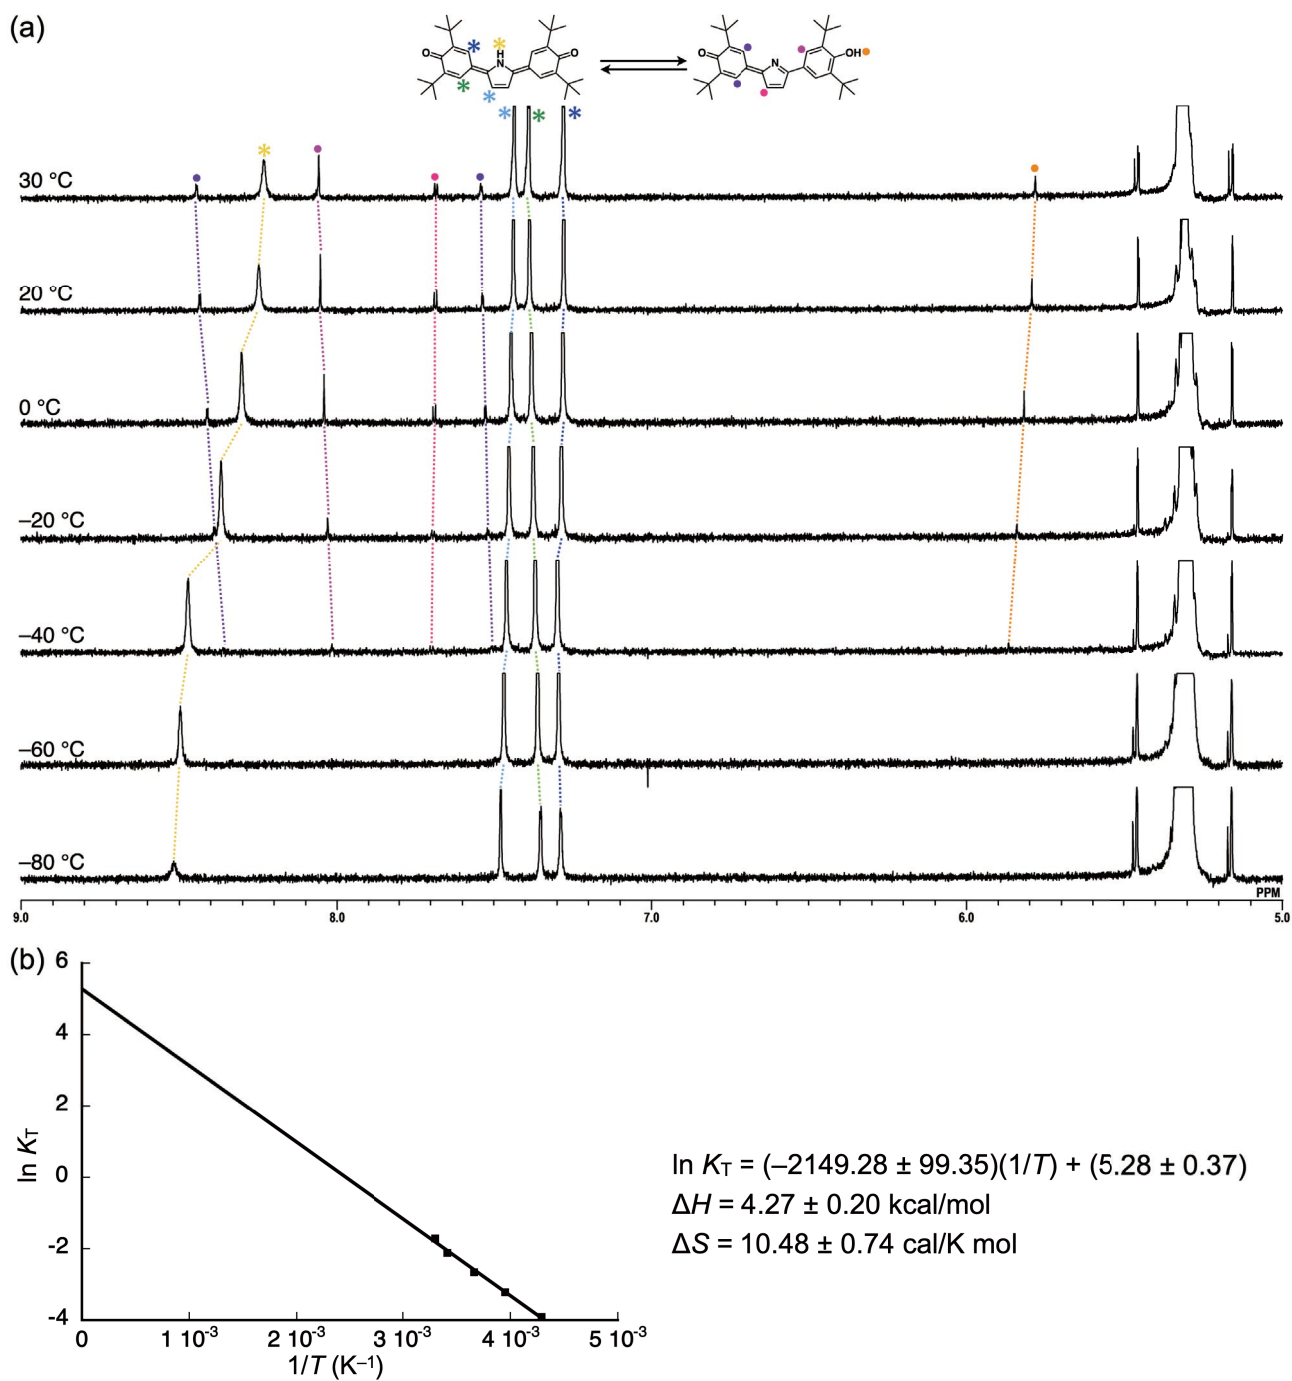 (a)
O
H
N
O
O
N
OH
30 °C
20 °C
0 °C
–20 °C
–40 °C
–60 °C
–80 °C
PPM
9.0 8.0 7.0 6.0 5.0
(b)
6
4
2
0
-2
-4
ln KT
0 1 10-3 2 10-3 3 10-3 4 10-3 5 10-3
1/T (K–1)
ln KT = (–2149.28 ± 99.35)(1/T) + (5.28 ± 0.37)
ΔH = 4.27 ± 0.20 kcal/mol
ΔS = 10.48 ± 0.74 cal/K mol